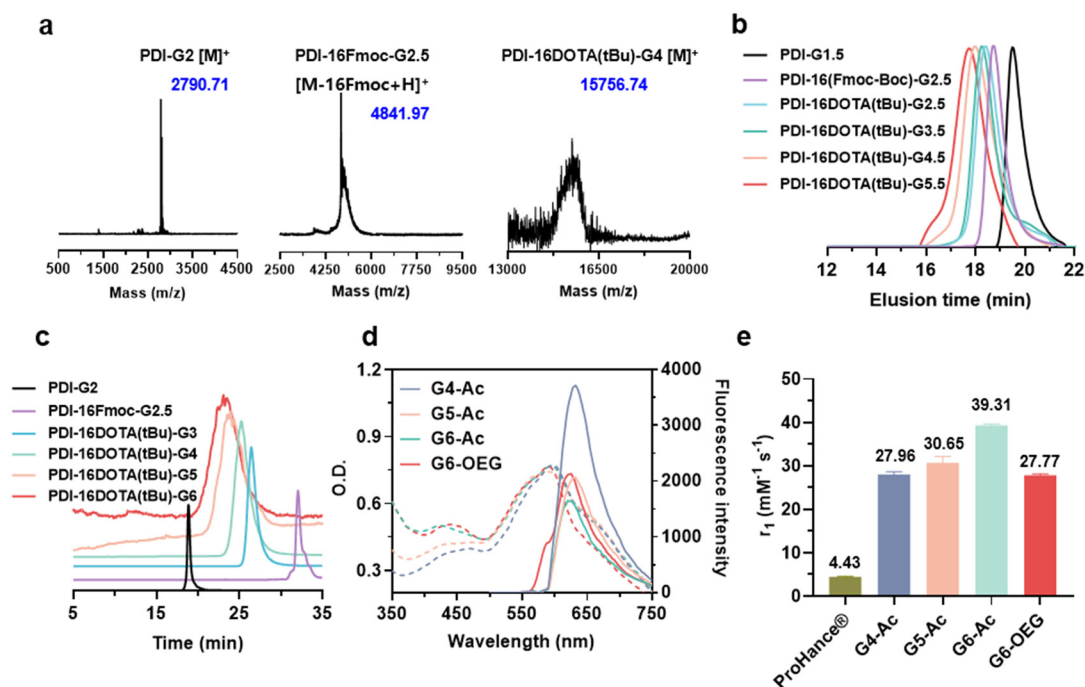 a
PDI-G2 [M]⁺
2790.71
500 1500 2500 3500 4500
Mass (m/z)
PDI-16Fmoc-G2.5
[M-16Fmoc+H]⁺
4841.97
2500 4250 6000 7750 9500
Mass (m/z)
PDI-16DOTA(tBu)-G4 [M]⁺
15756.74
13000 16500 20000
Mass (m/z)
b
PDI-G1.5
PDI-16(Fmoc-Boc)-G2.5
PDI-16DOTA(tBu)-G2.5
PDI-16DOTA(tBu)-G3.5
PDI-16DOTA(tBu)-G4.5
PDI-16DOTA(tBu)-G5.5
12 14 16 18 20 22
Elusion time (min)
c
PDI-G2
PDI-16Fmoc-G2.5
PDI-16DOTA(tBu)-G3
PDI-16DOTA(tBu)-G4
PDI-16DOTA(tBu)-G5
PDI-16DOTA(tBu)-G6
5 15 25 35
Time (min)
d
1.2
0.9
0.6
0.3
O.D.
G4-Ac
G5-Ac
G6-Ac
G6-OEG
4000
3000
2000
1000
0
Fluorescence intensity
350 450 550 650 750
Wavelength (nm)
e
50
40
30
20
10
0
r₁ (mM⁻¹ s⁻¹)
4.43
27.96
30.65
39.31
27.77
ProHance®
G4-Ac
G5-Ac
G6-Ac
G6-OEG